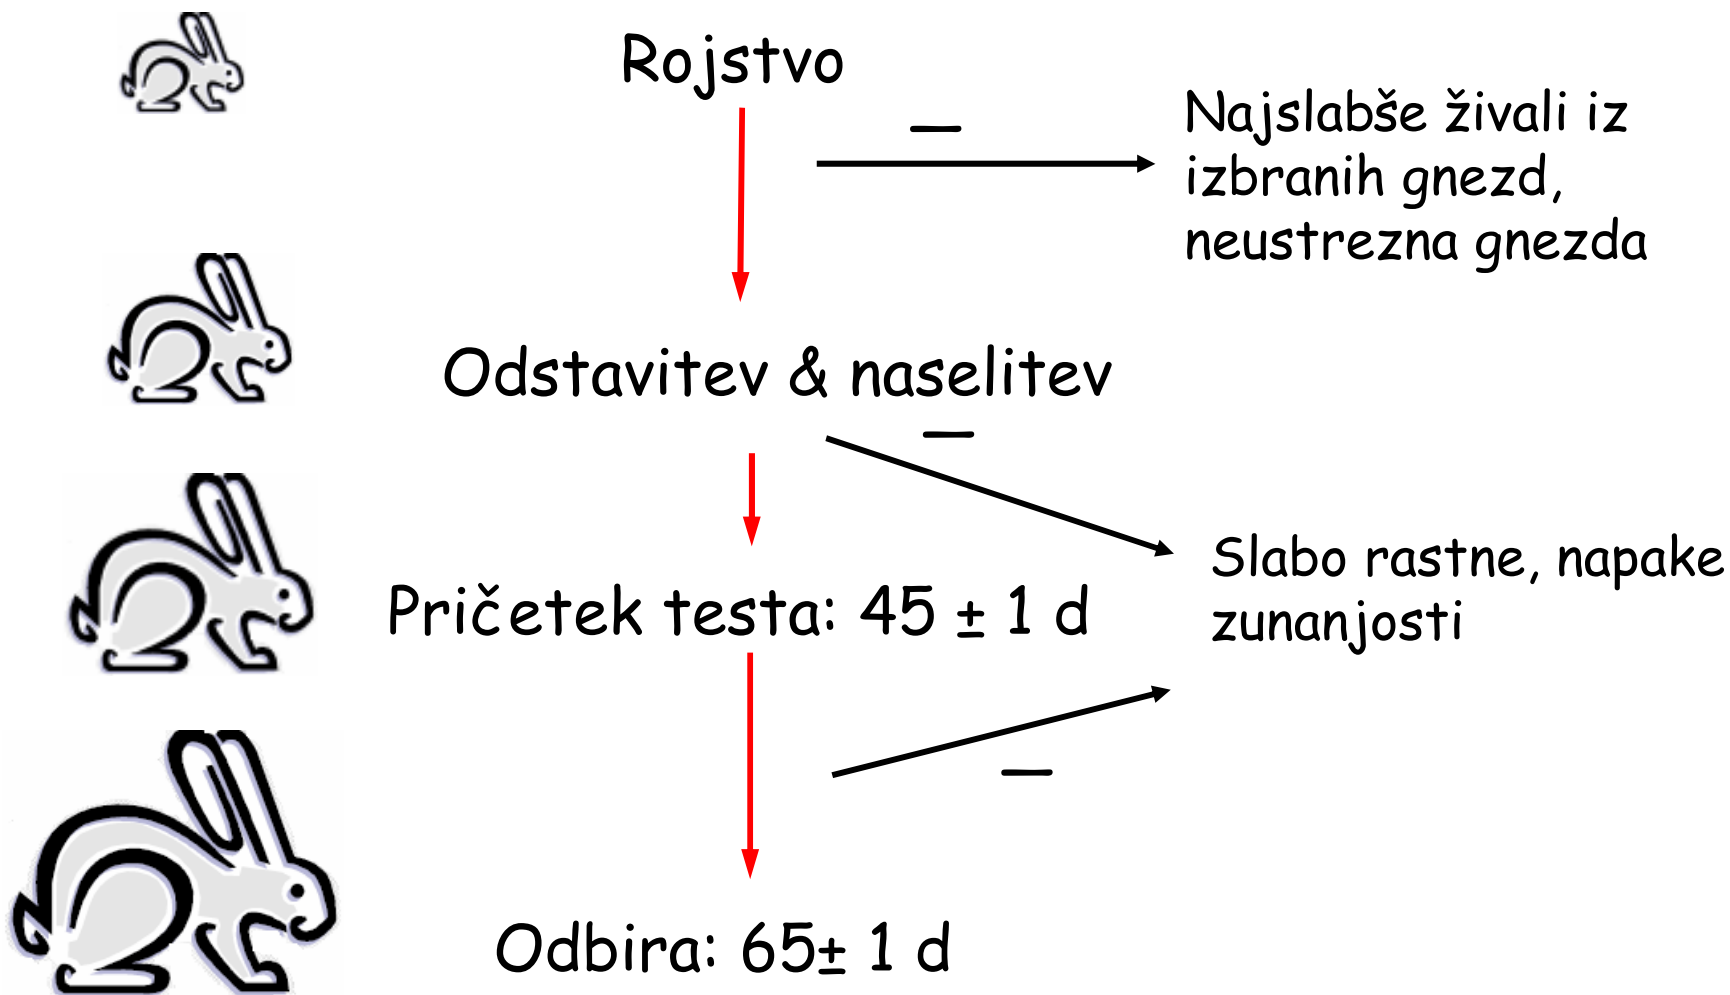 Rojstvo
–
Najslabše živali iz
izbranih gnezd,
neustrezna gnezda
Odstavitev & naselitev
–
Slabo rastne, napake
zunanjosti
Pričetek testa: 45 ± 1 d
–
Odbira: 65± 1 d